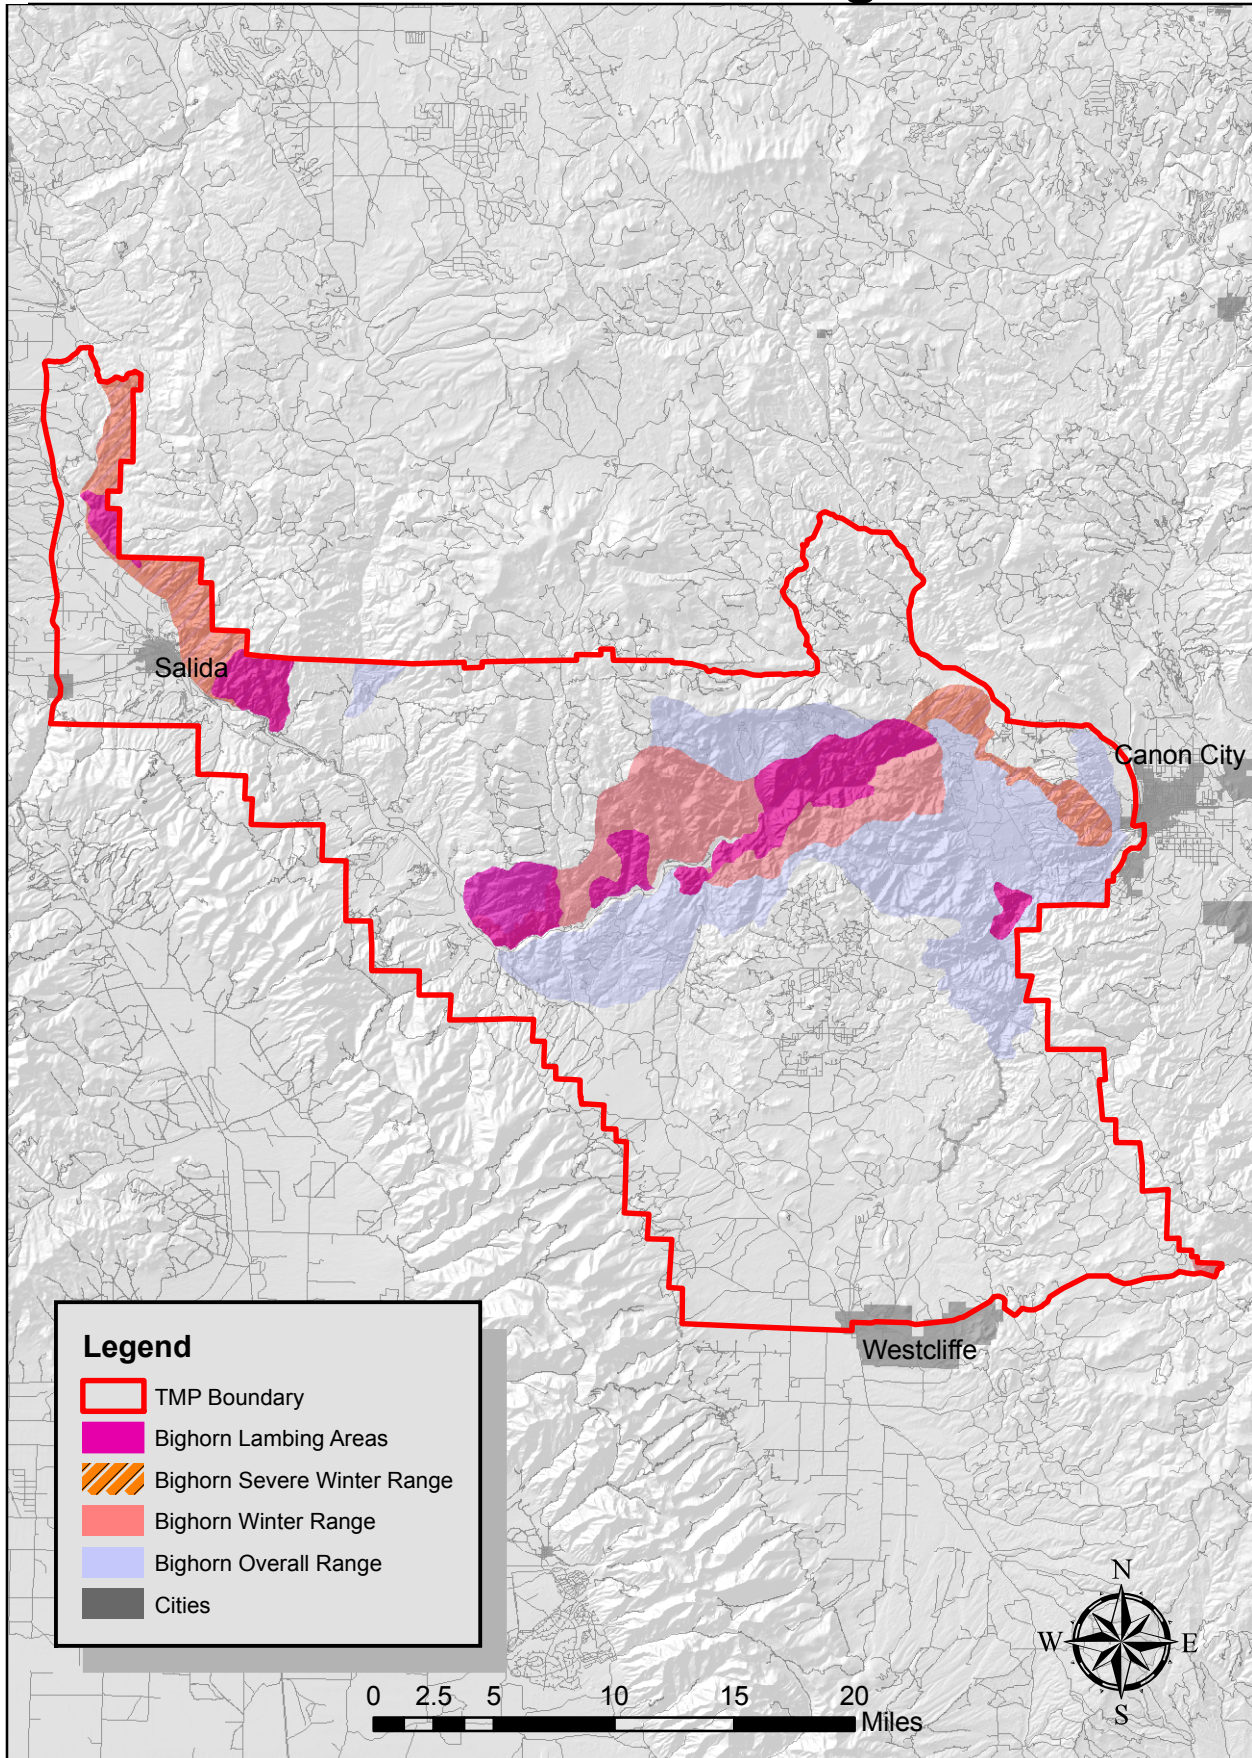 Salida
Canon City
Westcliffe
Legend
TMP Boundary
Bighorn Lambing Areas
Bighorn Severe Winter Range
Bighorn Winter Range
Bighorn Overall Range
Cities
N
W E
S
0 2.5 5 10 15 20
Miles